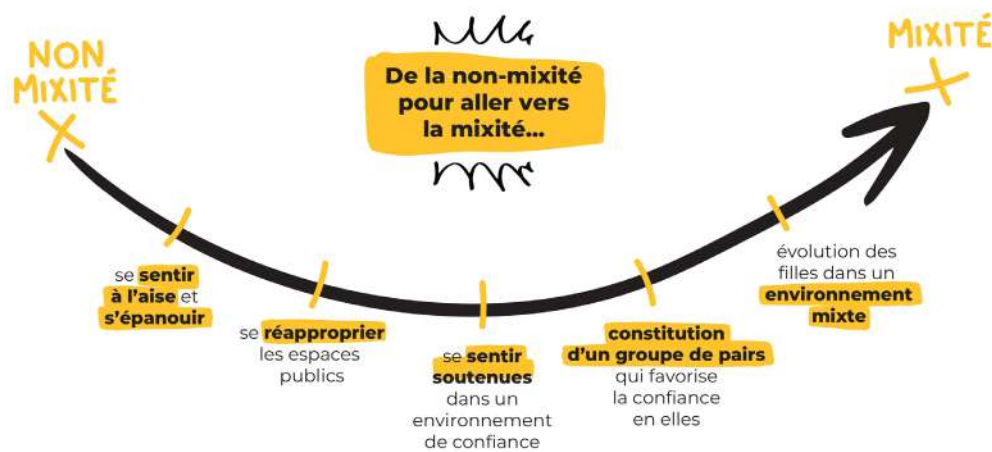 NON
MIXITÉ
De la non-mixité
pour aller vers
la mixité...
MIXITÉ
se sentir
à l'aise et
s'épanouir
se réapproprier
les espaces
publics
se sentir
soutenues
dans un
environnement
de confiance
constitution
d'un groupe de pairs
qui favorise
la confiance
en elles
évolution des
filles dans un
environnement
mixte